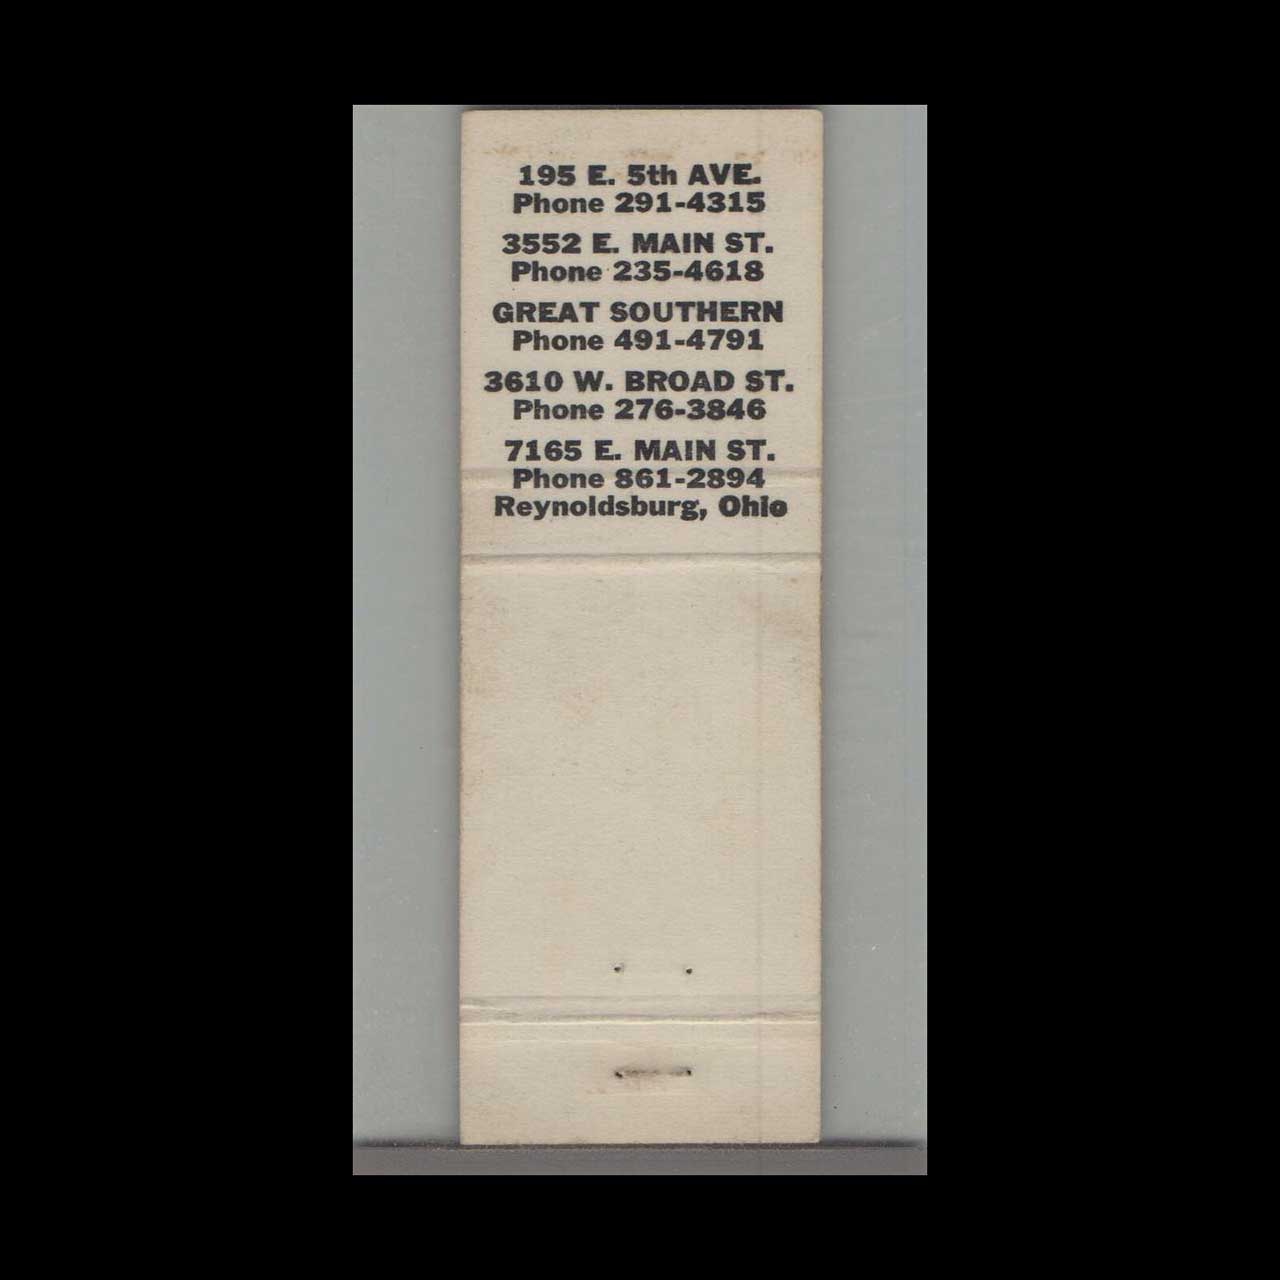 195 E. 5th AVE.
Phone 291-4315
3552 E. MAIN ST.
Phone 235-4618
GREAT SOUTHERN
Phone 491-4791
3610 W. BROAD ST.
Phone 276-3846
7165 E. MAIN ST.
Phone 861-2894
Reynoldsburg, Ohio